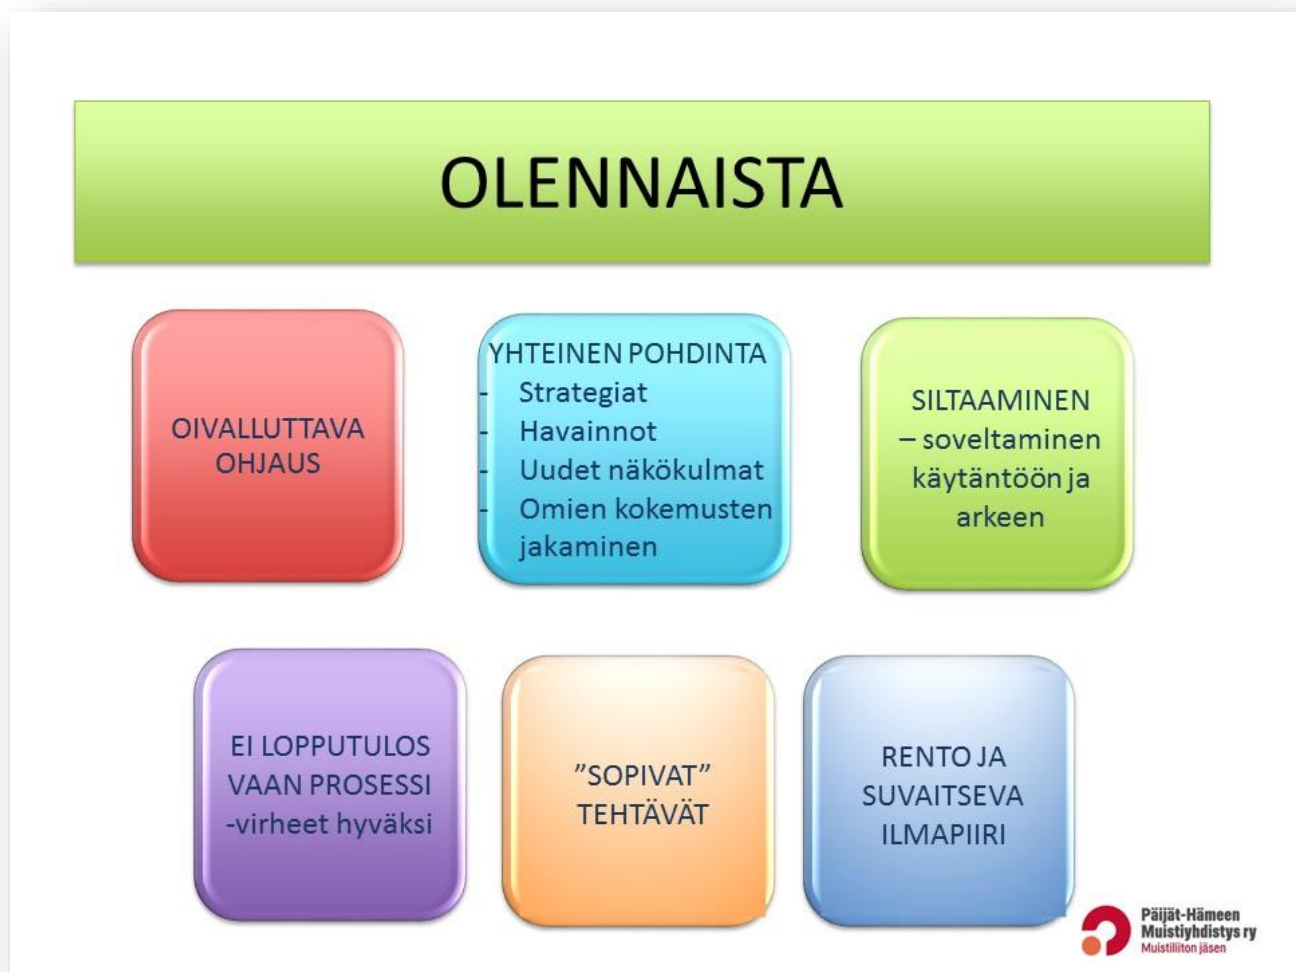 OLENNAISTA
OIVALLUTTAVA
OHJAUS
YHTEINEN POHDINTA
- Strategiat
- Havainnot
- Uudet näkökulmat
- Omien kokemusten
jakaminen
SILTAAMINEN
– soveltaminen
käytäntöön ja
arkeen
EI LOPPUTULOS
VAAN PROSESSI
-virheet hyväksi
”SOPIVAT”
TEHTÄVÄT
RENTO JA
SUVAITSEVA
ILMAPIIRI
Päijät-Hämeen
Muistiyhdistys ry
Muistiliiton jäsen